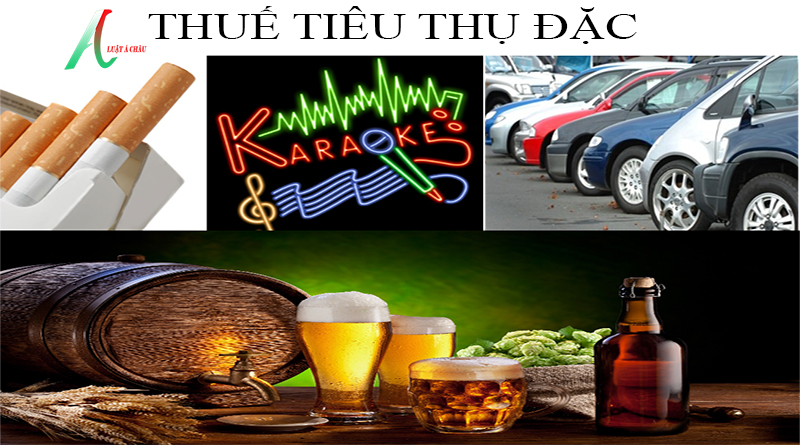 THUẾ TIÊU THỤ ĐẶC
LUẬT Á CHÂU
KARAOKE